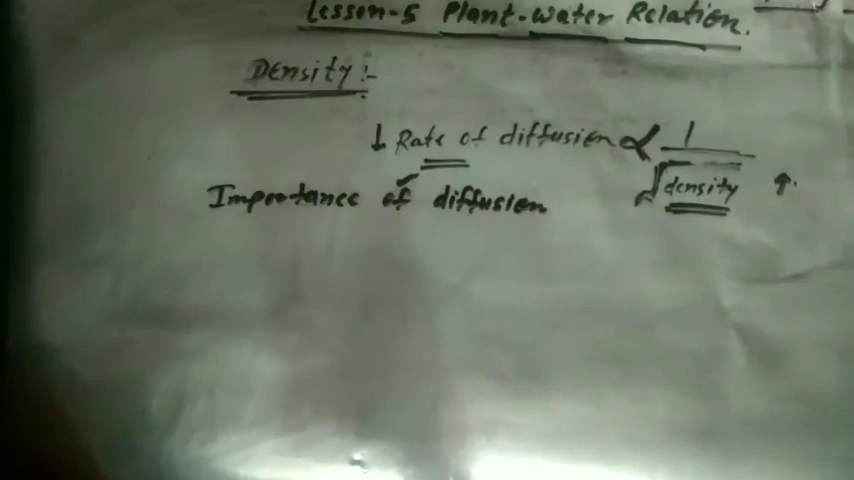 Lesson-5 Plant-water Relation.
Density :-
↓ Rate of diffusion ∝ 1
√density ↑.
Importance of diffusion